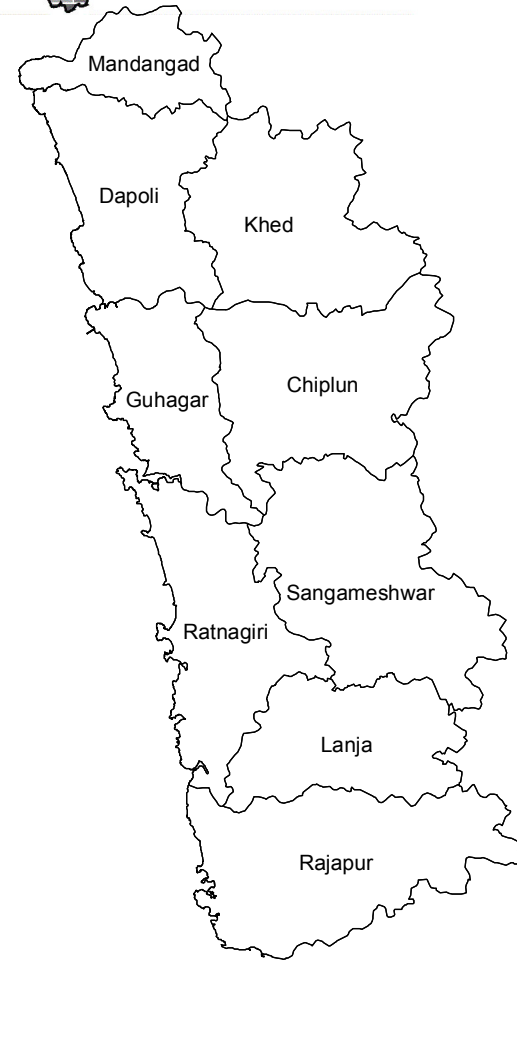 Mandangad
Dapoli
Khed
Chiplun
Guhagar
Sangameshwar
Ratnagiri
Lanja
Rajapur